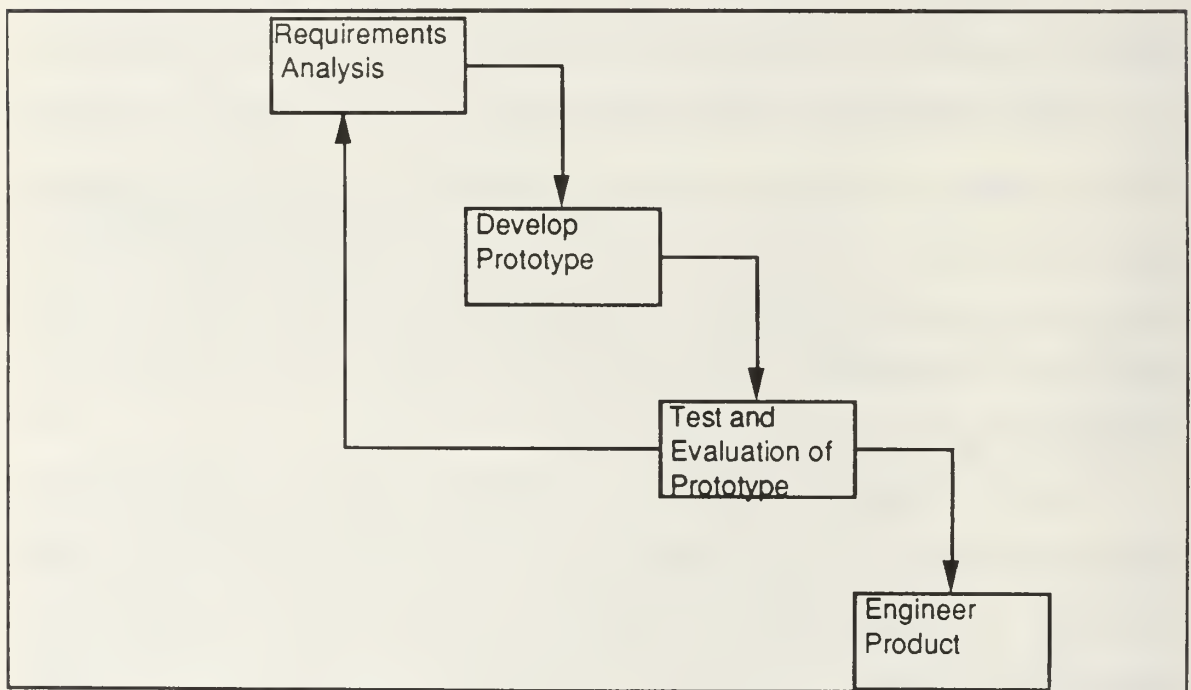 Requirements
Analysis
Develop
Prototype
Test and
Evaluation of
Prototype
Engineer
Product